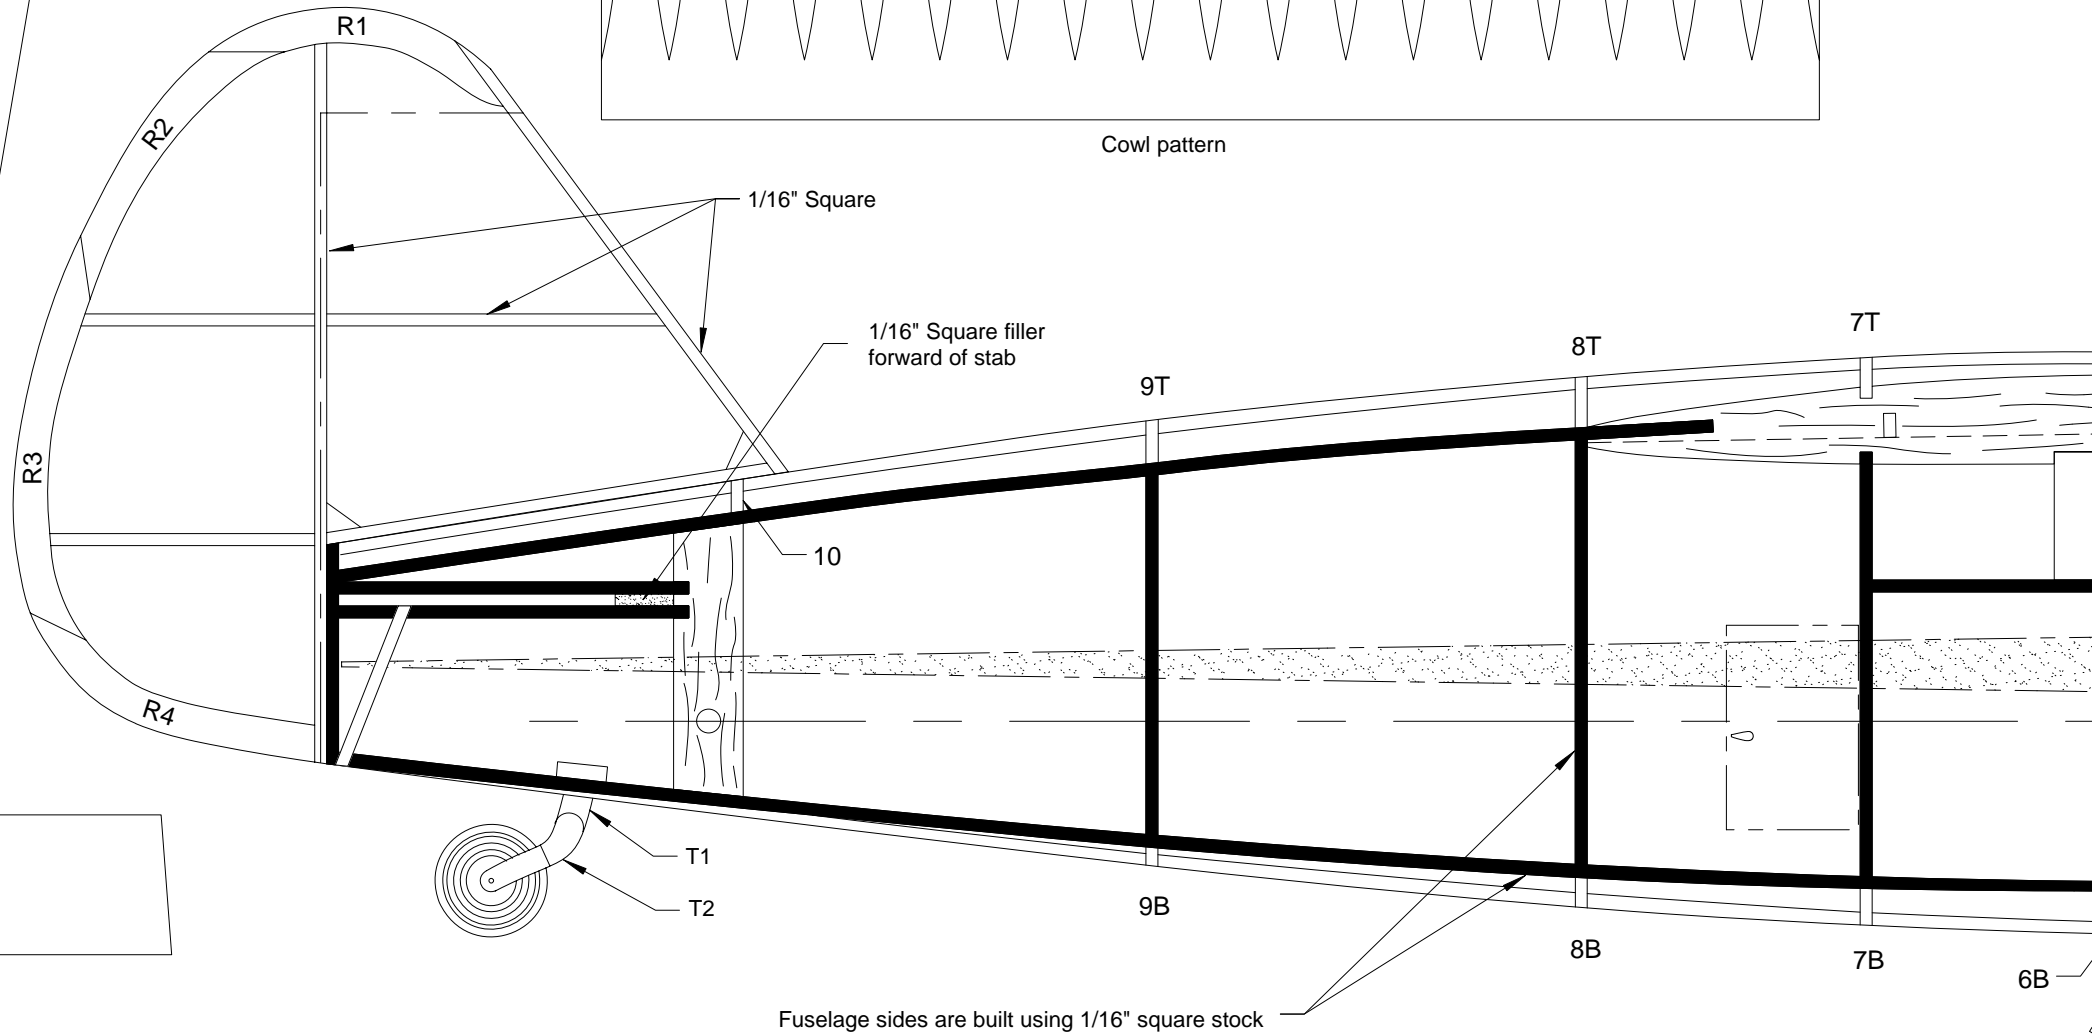 R1
Cowl pattern
R2
1/16" Square
1/16" Square filler
forward of stab
7T
8T
9T
R3
10
R4
T1
T2
9B
8B
7B
6B
Fuselage sides are built using 1/16" square stock